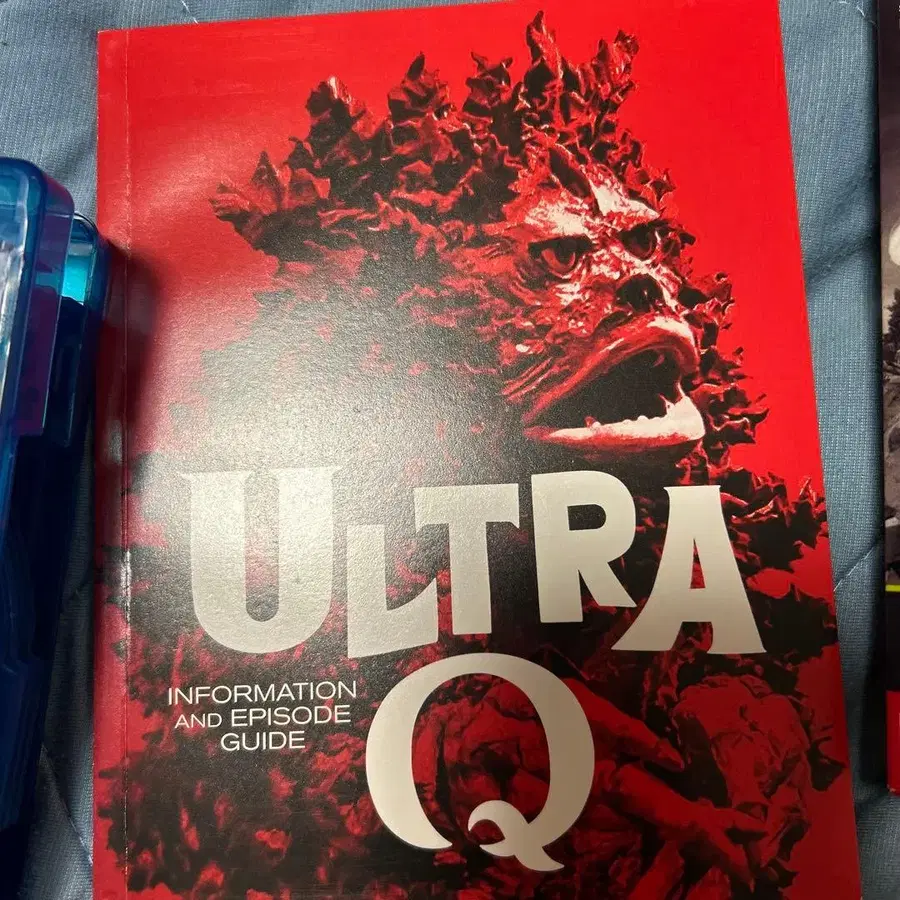 ULTRA
Q
INFORMATION
AND EPISODE
GUIDE